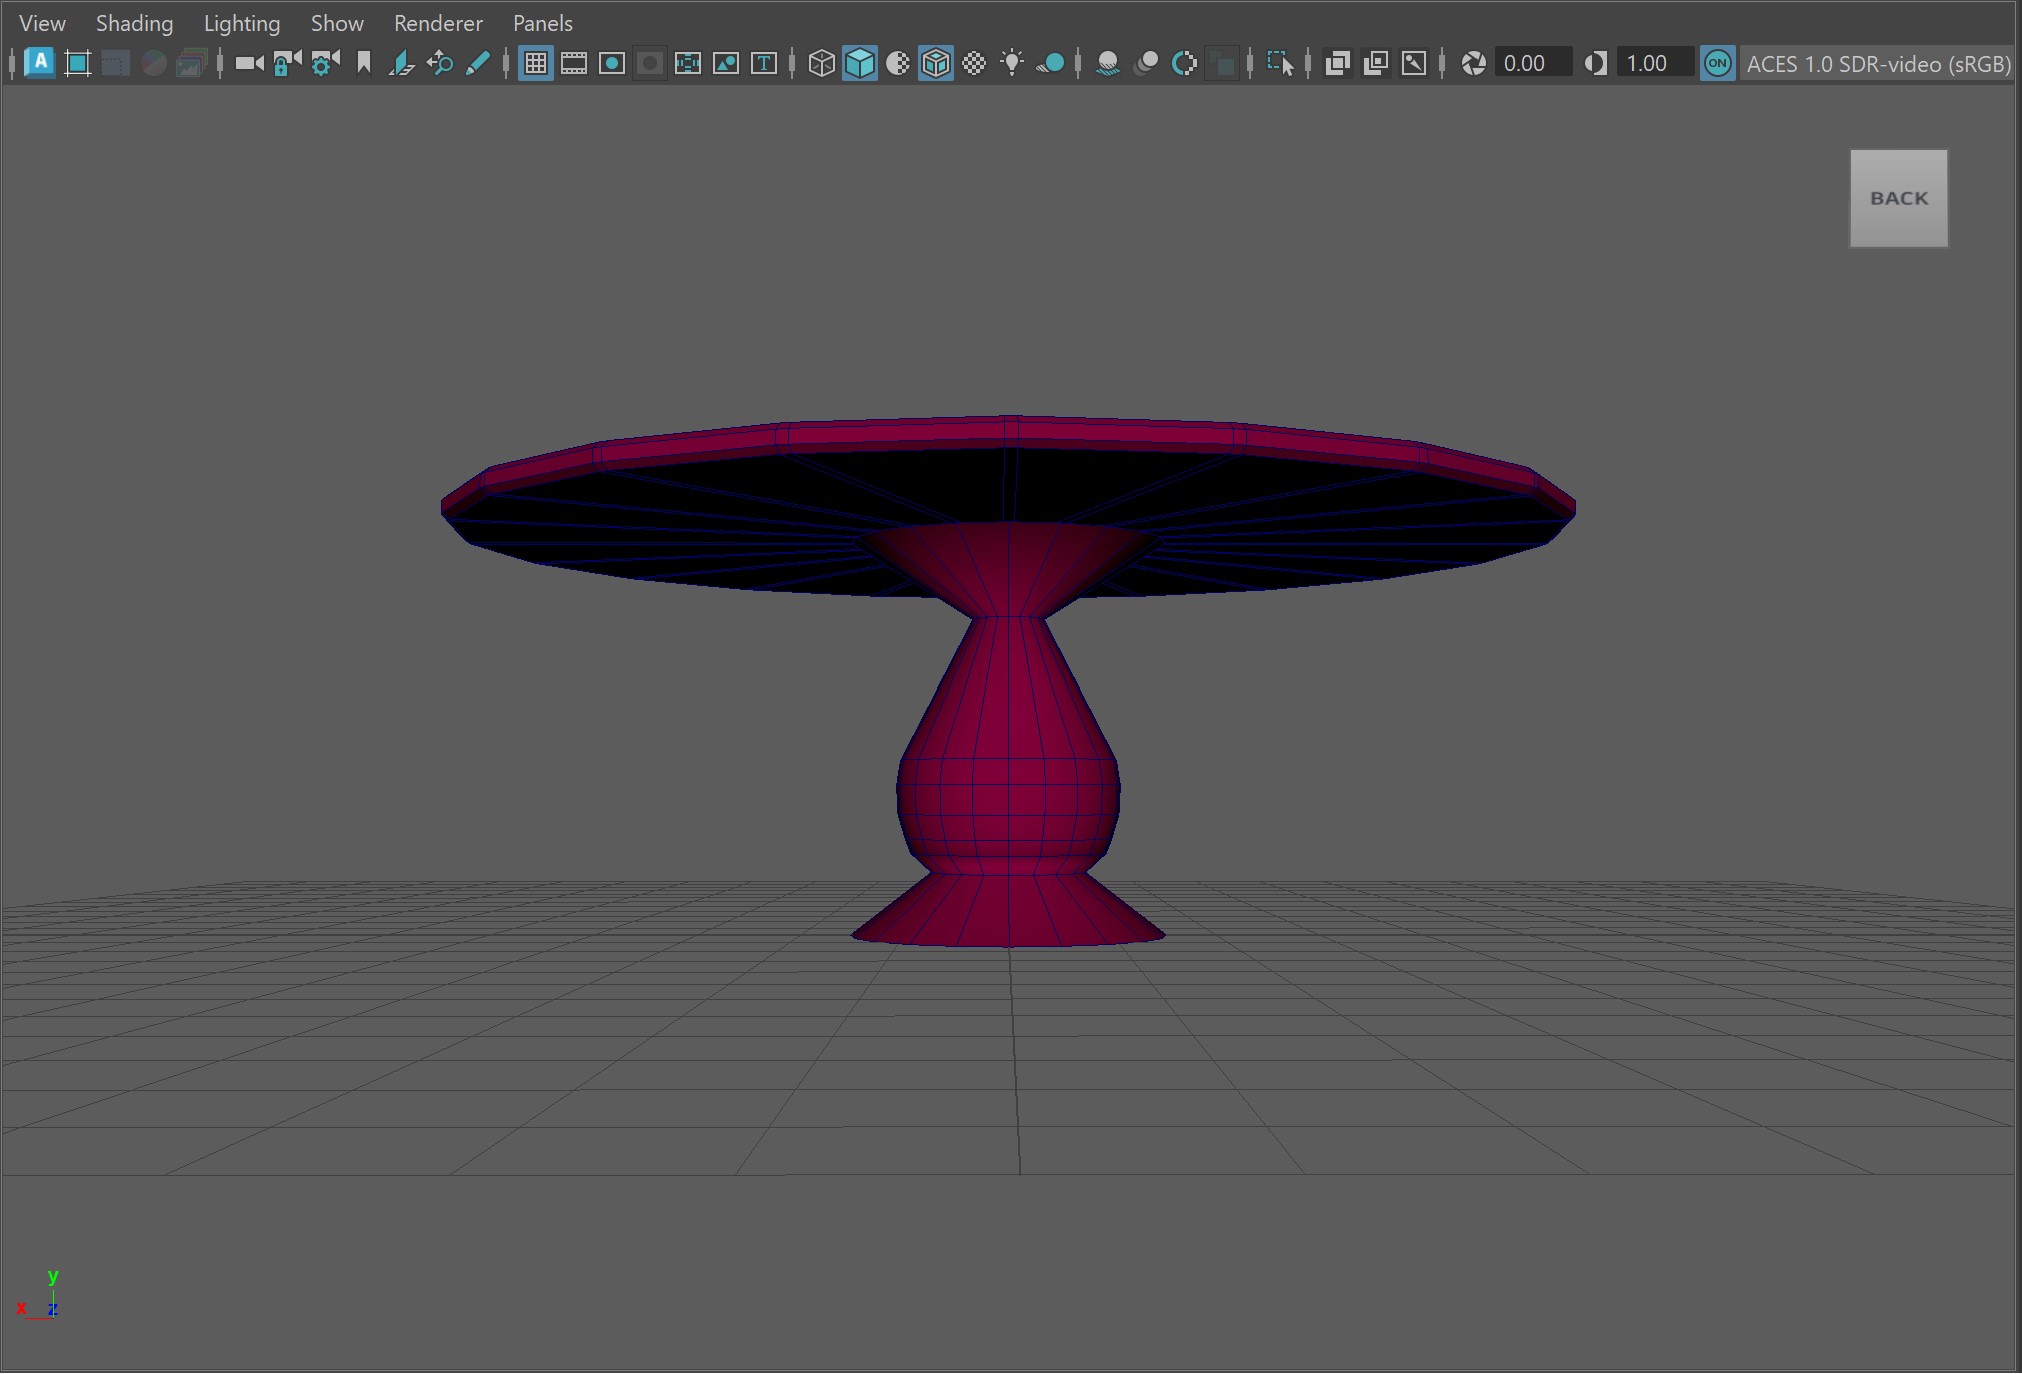 View Shading Lighting Show Renderer Panels
A T 0.00 1.00 ON ACES 1.0 SDR-video (sRGB)
BACK
y
x z